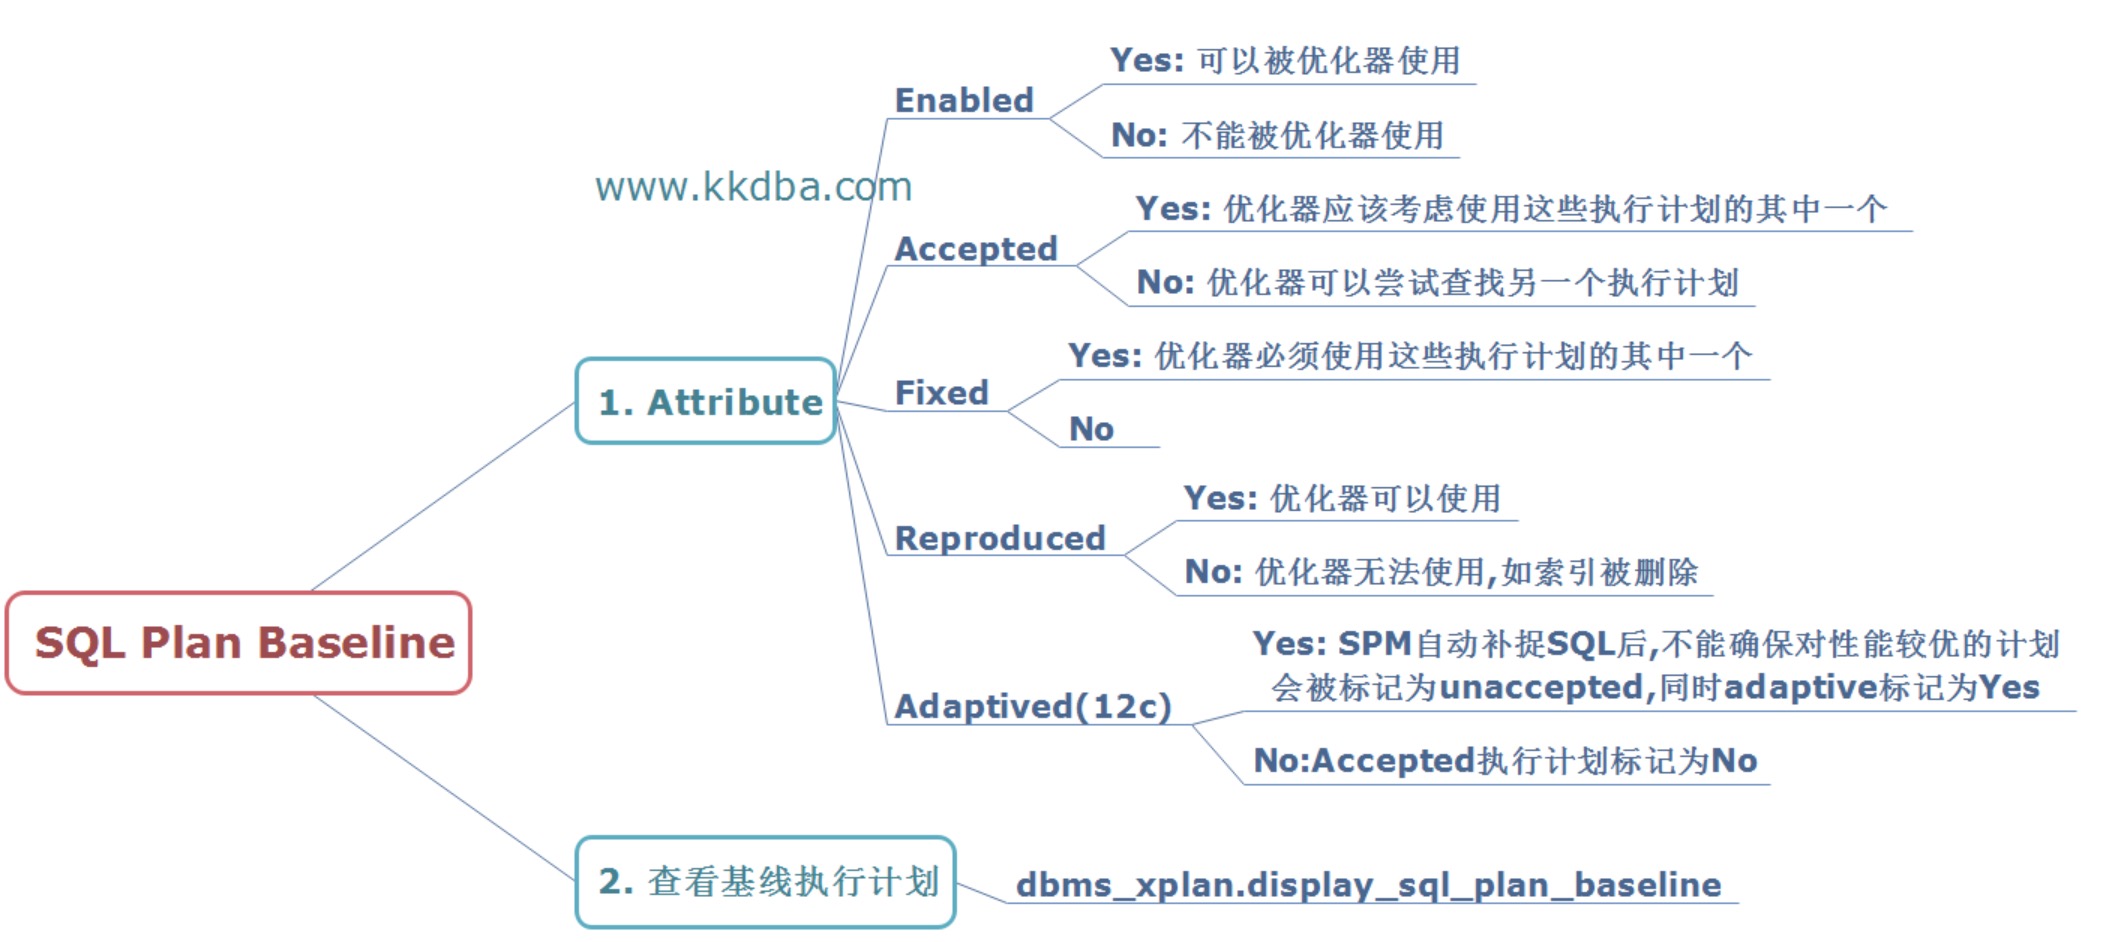 Yes: 可以被优化器使用
Enabled
No: 不能被优化器使用
www.kkdba.com
Yes: 优化器应该考虑使用这些执行计划的其中一个
Accepted
No: 优化器可以尝试查找另一个执行计划
Yes: 优化器必须使用这些执行计划的其中一个
Fixed
1. Attribute
No
Yes: 优化器可以使用
Reproduced
No: 优化器无法使用,如索引被删除
SQL Plan Baseline
Yes: SPM自动补捉SQL后,不能确保对性能较优的计划
会被标记为unaccepted,同时adaptive标记为Yes
Adaptived(12c)
No:Accepted执行计划标记为No
2. 查看基线执行计划
dbms_xplan.display_sql_plan_baseline